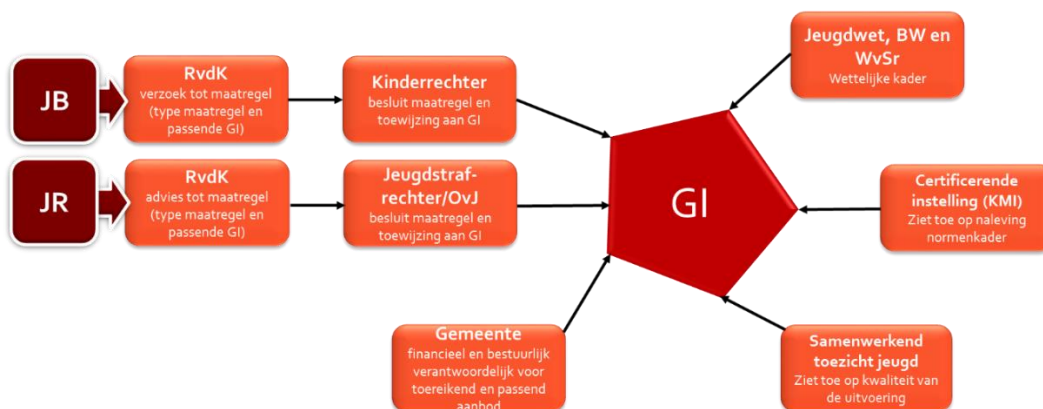 JB
RvdK
verzoek tot maatregel
(type maatregel en
passende GI)
Kinderrechter
besluit maatregel en
toewijzing aan GI
Jeugdwet, BW en
WvSr
Wettelijke kader
JR
RvdK
advies tot maatregel
(type maatregel en
passende GI)
Jeugdstraf-
rechter/OvJ
besluit maatregel en
toewijzing aan GI
GI
Certificerende
instelling (KMI)
Ziet toe op naleving
normenkader
Gemeente
financieel en bestuurlijk
verantwoordelijk voor
toereikend en passend
aanbod
Samenwerkend
toezicht jeugd
Ziet toe op kwaliteit van
de uitvoering